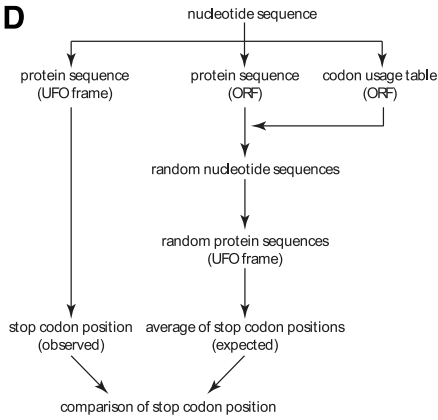 D
nucleotide sequence
protein sequence
(UFO frame)
protein sequence
(ORF)
codon usage table
(ORF)
random nucleotide sequences
random protein sequences
(UFO frame)
stop codon position
(observed)
average of stop codon positions
(expected)
comparison of stop codon position